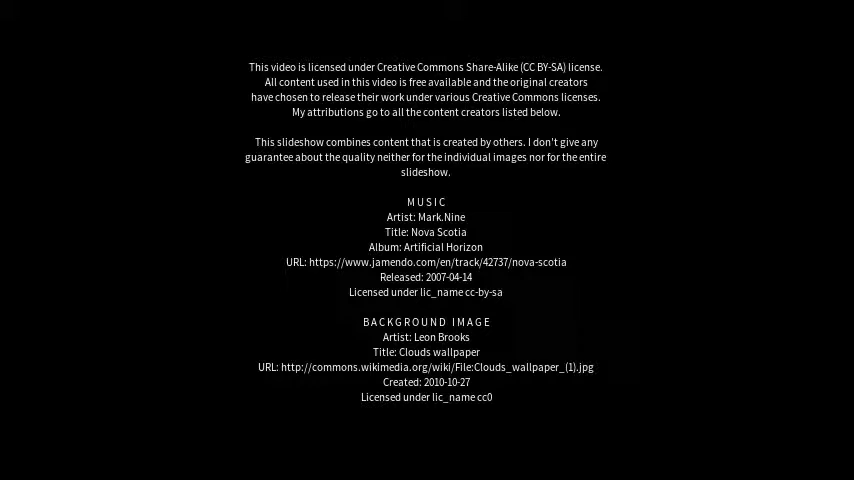 This video is licensed under Creative Commons Share-Alike (CC BY-SA) license.
All content used in this video is free available and the original creators
have chosen to release their work under various Creative Commons licenses.
My attributions go to all the content creators listed below.
This slideshow combines content that is created by others. I don't give any
guarantee about the quality neither for the individual images nor for the entire
slideshow.
MUSIC
Artist: Mark.Nine
Title: Nova Scotia
Album: Artificial Horizon
URL: https://www.jamendo.com/en/track/42737/nova-scotia
Released: 2007-04-14
Licensed under lic_name cc-by-sa
BACKGROUND IMAGE
Artist: Leon Brooks
Title: Clouds wallpaper
URL: http://commons.wikimedia.org/wiki/File:Clouds_wallpaper_(1).jpg
Created: 2010-10-27
Licensed under lic_name cc0